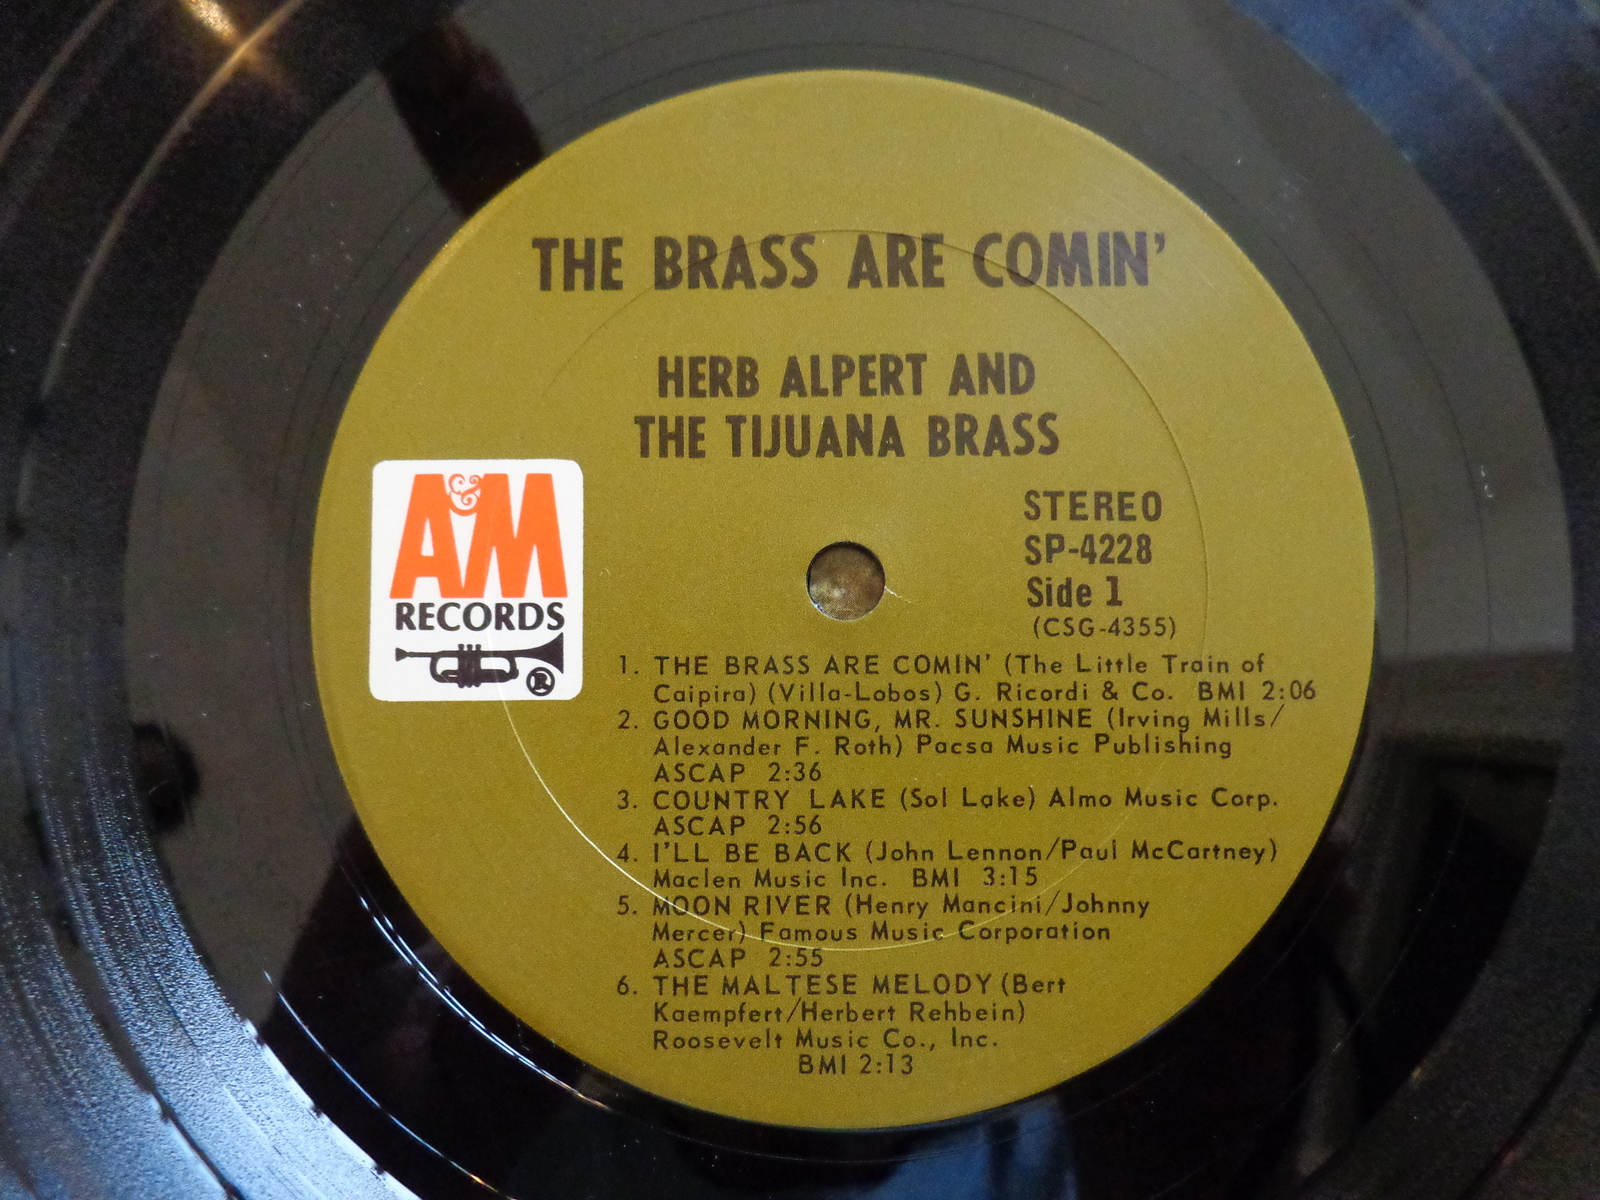 THE BRASS ARE COMIN'
HERB ALPERT AND
THE TIJUANA BRASS
A&M
RECORDS
®
STEREO
SP-4228
Side 1
(CSG-4355)
1. THE BRASS ARE COMIN' (The Little Train of
Caipira) (Villa-Lobos) G. Ricordi & Co. BMI 2:06
2. GOOD MORNING, MR. SUNSHINE (Irving Mills/
Alexander F. Roth) Pacsa Music Publishing
ASCAP 2:36
3. COUNTRY LAKE (Sol Lake) Almo Music Corp.
ASCAP 2:56
4. I'LL BE BACK (John Lennon/Paul McCartney)
Maclen Music Inc. BMI 3:15
5. MOON RIVER (Henry Mancini/Johnny
Mercer) Famous Music Corporation
ASCAP 2:55
6. THE MALTESE MELODY (Bert
Kaempfert/Herbert Rehbein)
Roosevelt Music Co., Inc.
BMI 2:13